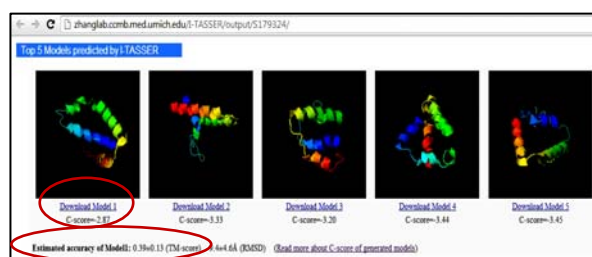 zhanglab.ccmb.med.umich.edu/I-TASSER/output/S179324/
Top 5 Models predicted by I-TASSER
Download Model 1 Download Model 2 Download Model 3 Download Model 4 Download Model 5
C-score=-2.87 C-score=-3.33 C-score=-3.20 C-score=-3.44 C-score=-3.45
Estimated accuracy of Model1: 0.39±0.13 (TM-score) .4±4.6Å (RMSD) (Read more about C-score of generated models)